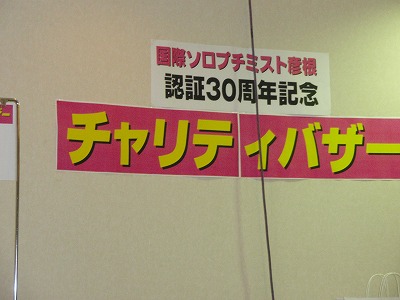 国際ソロプチミスト彦根
認証30周年記念
チャリティバザー